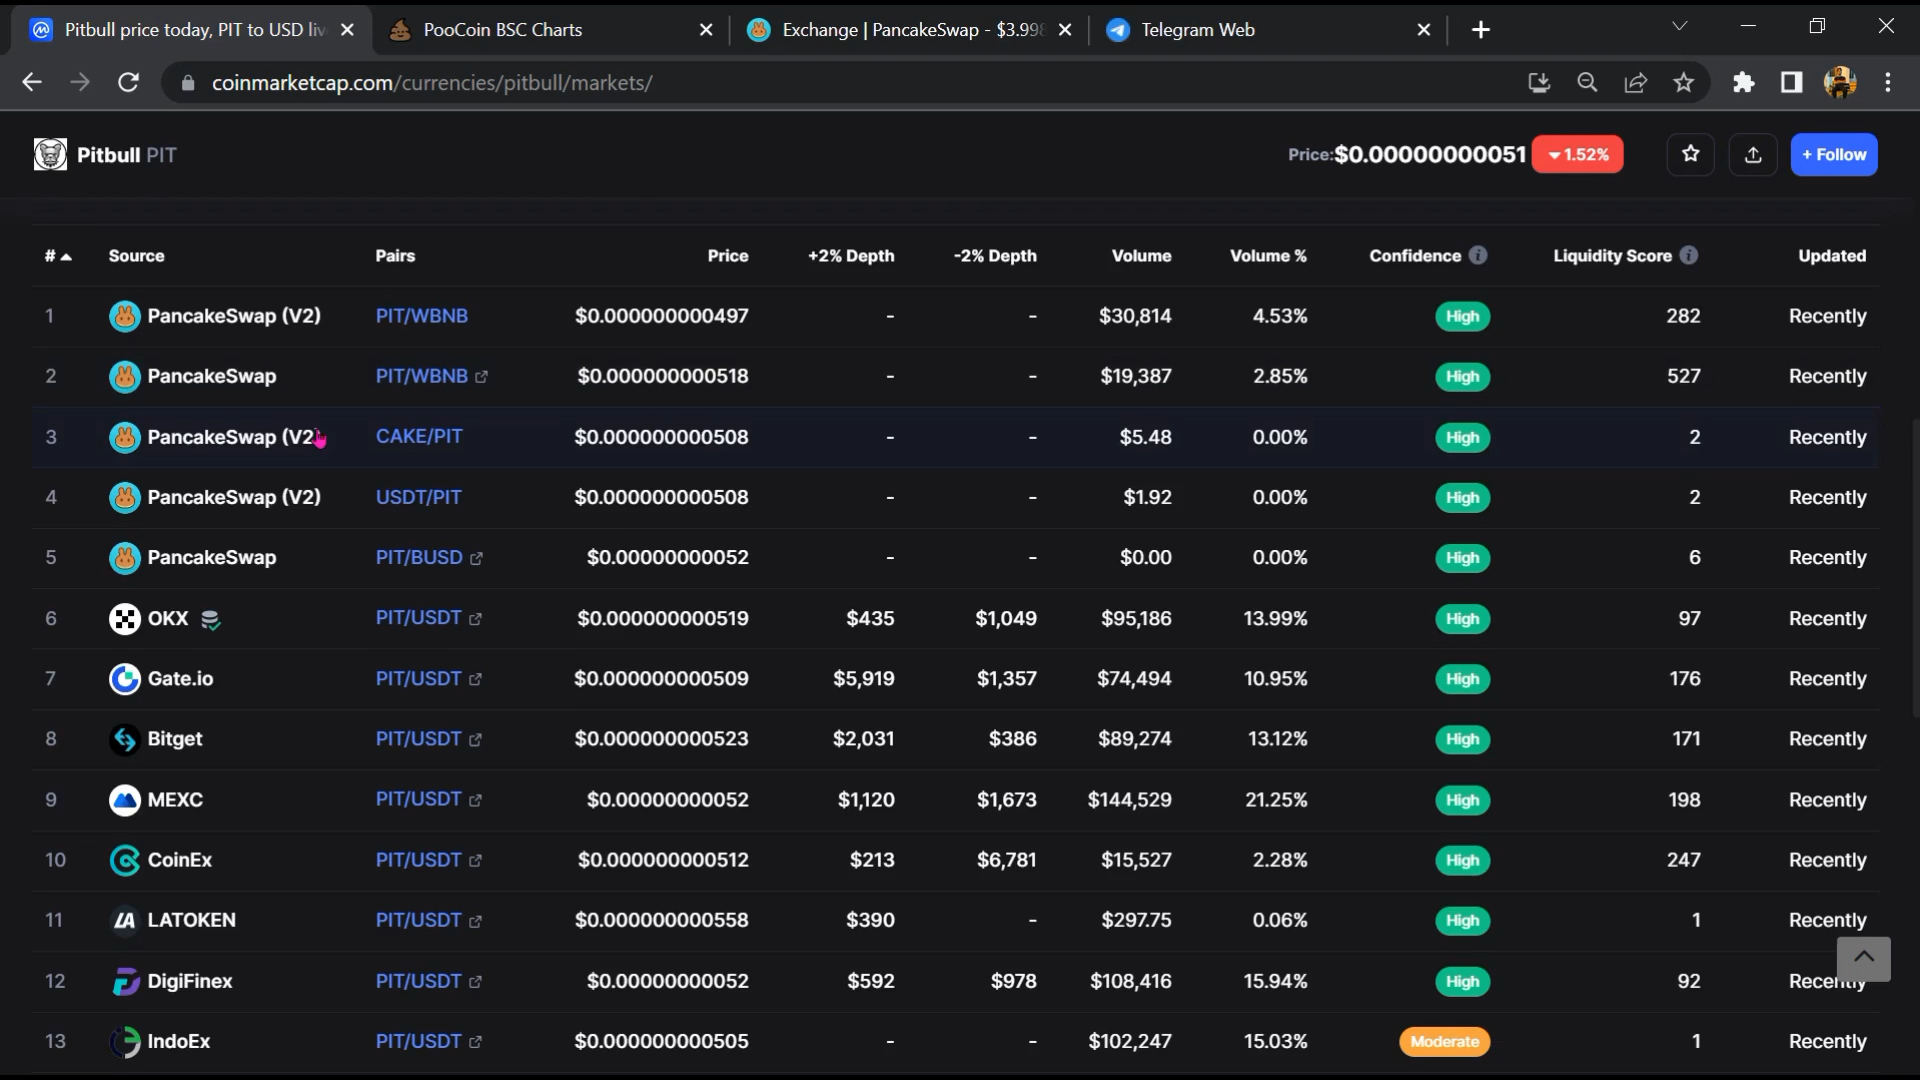 Pitbull price today, PIT to USD liv
PooCoin BSC Charts
Exchange | PancakeSwap - $3.998
Telegram Web
coinmarketcap.com/currencies/pitbull/markets/
Pitbull PIT
Price:$0.00000000051 1.52%
+ Follow
# Source Pairs Price +2% Depth -2% Depth Volume Volume % Confidence Liquidity Score Updated
1 PancakeSwap (V2) PIT/WBNB $0.000000000497 - - $30,814 4.53% High 282 Recently
2 PancakeSwap PIT/WBNB $0.000000000518 - - $19,387 2.85% High 527 Recently
3 PancakeSwap (V2) CAKE/PIT $0.000000000508 - - $5.48 0.00% High 2 Recently
4 PancakeSwap (V2) USDT/PIT $0.000000000508 - - $1.92 0.00% High 2 Recently
5 PancakeSwap PIT/BUSD $0.00000000052 - - $0.00 0.00% High 6 Recently
6 OKX PIT/USDT $0.000000000519 $435 $1,049 $95,186 13.99% High 97 Recently
7 Gate.io PIT/USDT $0.000000000509 $5,919 $1,357 $74,494 10.95% High 176 Recently
8 Bitget PIT/USDT $0.000000000523 $2,031 $386 $89,274 13.12% High 171 Recently
9 MEXC PIT/USDT $0.00000000052 $1,120 $1,673 $144,529 21.25% High 198 Recently
10 CoinEx PIT/USDT $0.000000000512 $213 $6,781 $15,527 2.28% High 247 Recently
11 LATOKEN PIT/USDT $0.000000000558 $390 - $297.75 0.06% High 1 Recently
12 DigiFinex PIT/USDT $0.00000000052 $592 $978 $108,416 15.94% High 92 Recently
13 IndoEx PIT/USDT $0.000000000505 - - $102,247 15.03% Moderate 1 Recently